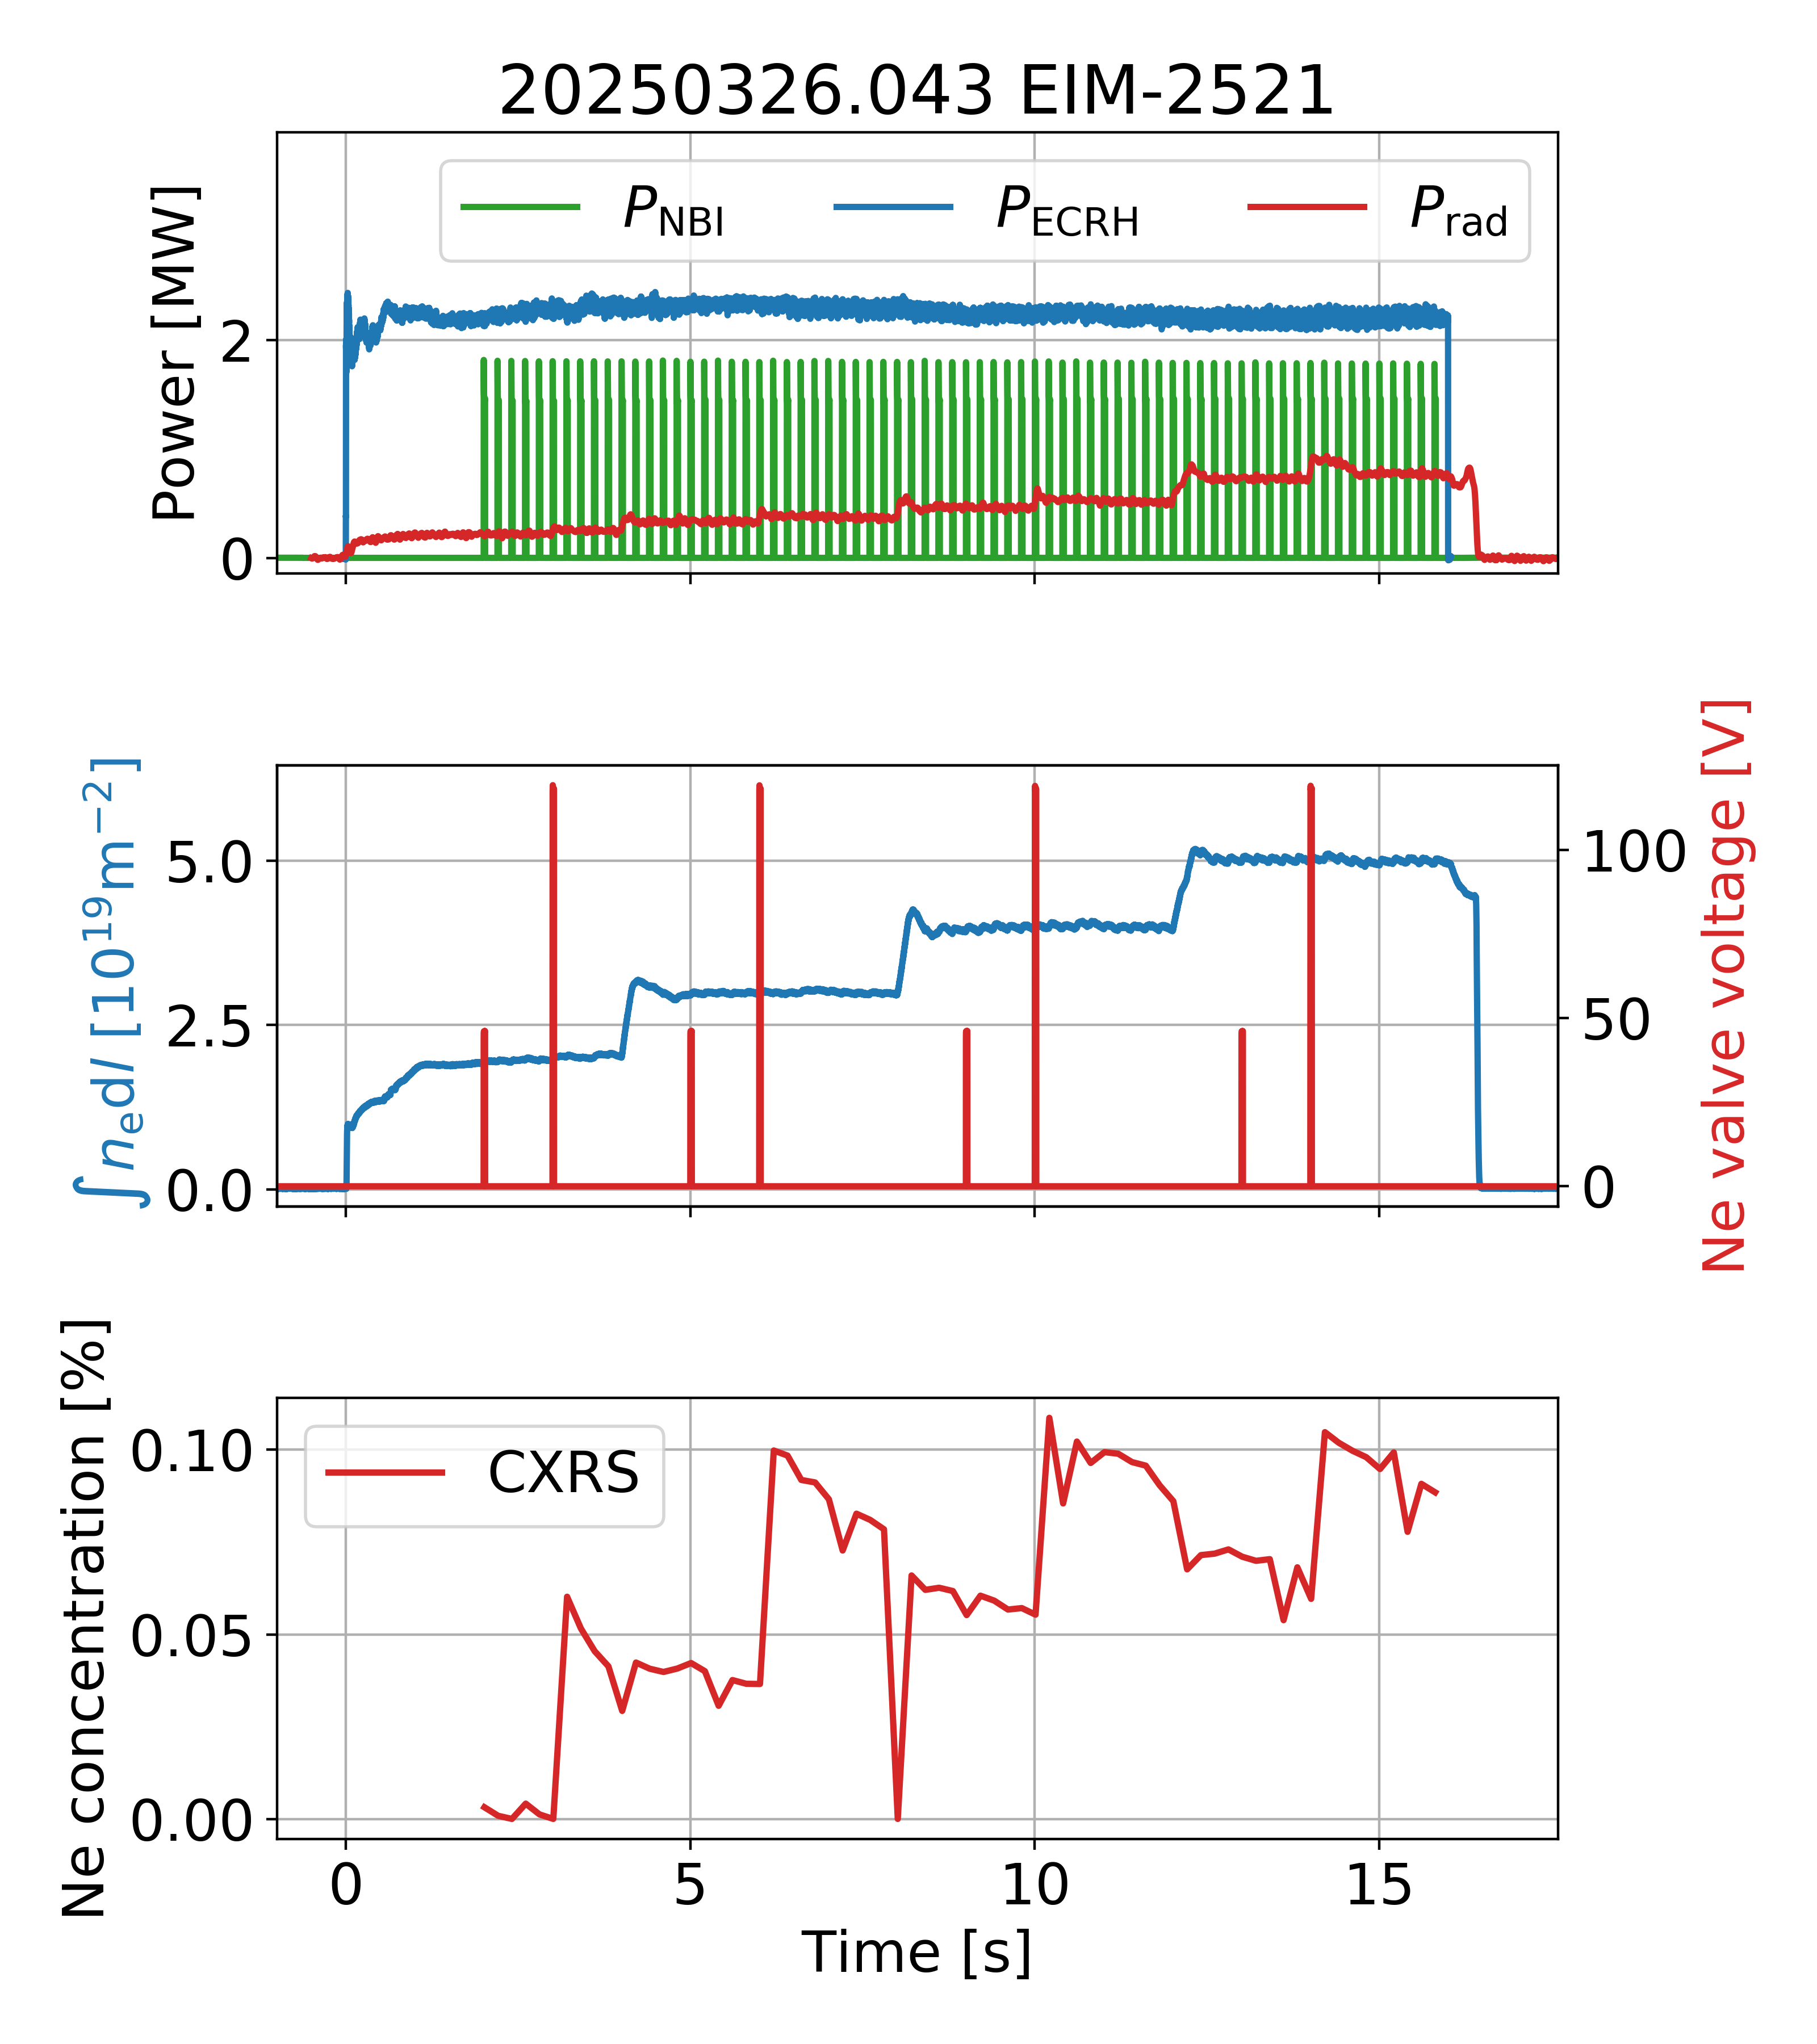 20250326.043 EIM-2521
Power [MW]
2
0
P_NBI
P_ECRH
P_rad
∫n_e dl [10^19 m^−2]
5.0
2.5
0.0
Ne valve voltage [V]
100
50
0
Ne concentration [%]
0.10
0.05
0.00
CXRS
0 5 10 15
Time [s]